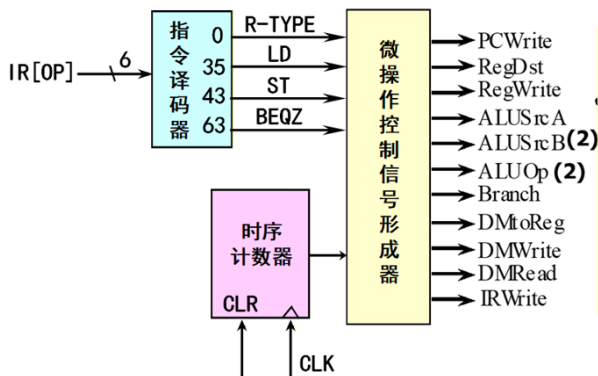 IR[OP]
6
指令译码器
0
35
43
63
R-TYPE
LD
ST
BEQZ
时序
计数器
CLR
CLK
微操作控制信号形成器
PCWrite
RegDst
RegWrite
ALUSrcA
ALUSrcB(2)
ALUOp(2)
Branch
DMtoReg
DMWrite
DMRead
IRWrite